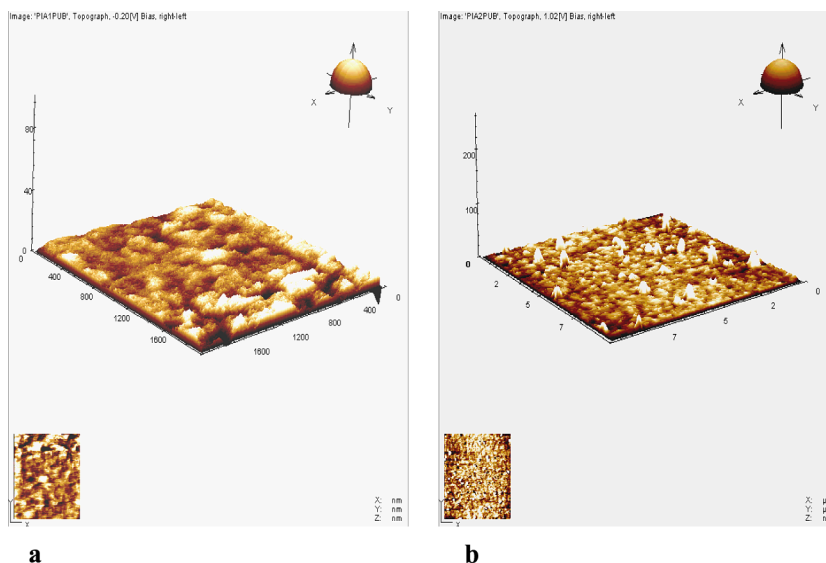 Image: 'PIA1PUB', Topograph, -0.20[V] Bias, right-left
X
Y
80
40
0
0
400
800
1200
1600
0
400
800
1200
1600
X: nm
Y: nm
Z: nm
Y
X
a
Image: 'PIA2PUB', Topograph, 1.02[V] Bias, right-left
X
Y
200
100
0
2
5
7
0
2
5
7
X: µ
Y: µ
Z: n
Y
X
b